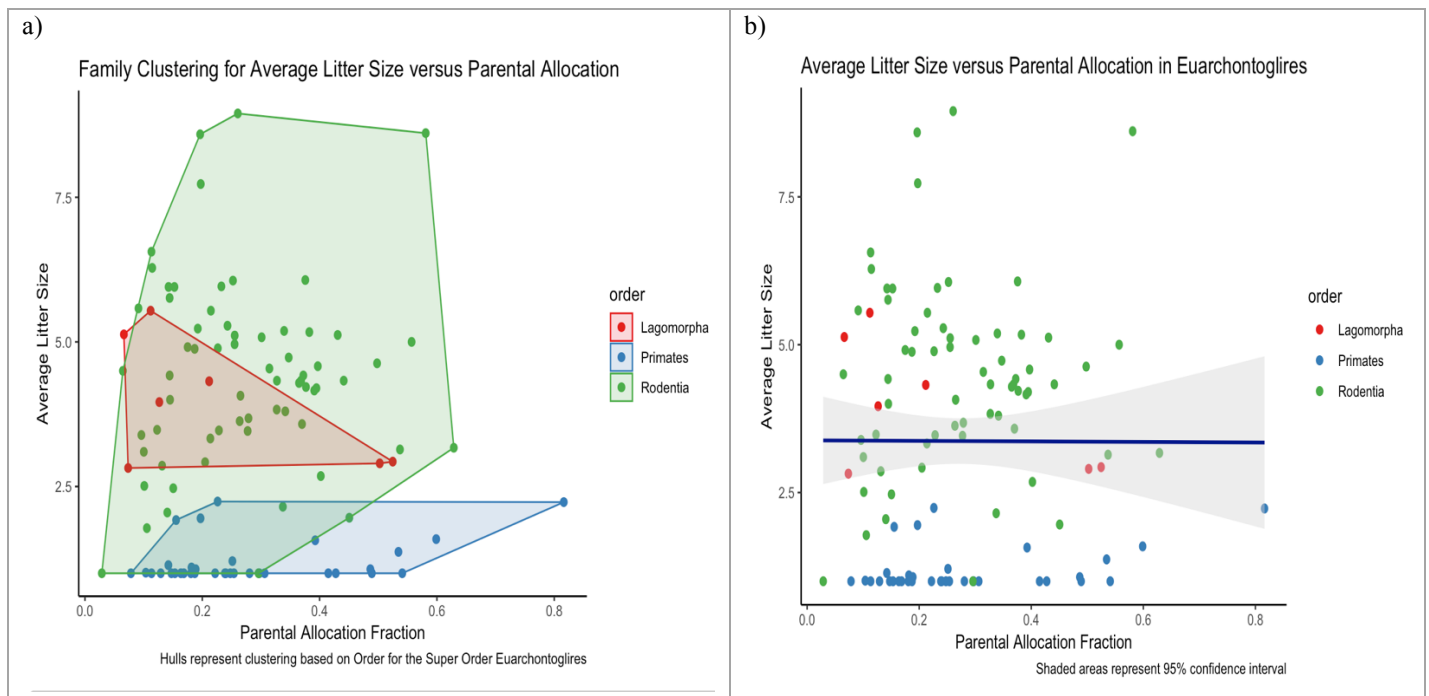 a)
Family Clustering for Average Litter Size versus Parental Allocation
7.5
5.0
2.5
Average Litter Size
0.0 0.2 0.4 0.6 0.8
Parental Allocation Fraction
Hulls represent clustering based on Order for the Super Order Euarchontoglires
order
Lagomorpha
Primates
Rodentia
b)
Average Litter Size versus Parental Allocation in Euarchontoglires
7.5
5.0
2.5
Average Litter Size
0.0 0.2 0.4 0.6 0.8
Parental Allocation Fraction
Shaded areas represent 95% confidence interval
order
Lagomorpha
Primates
Rodentia